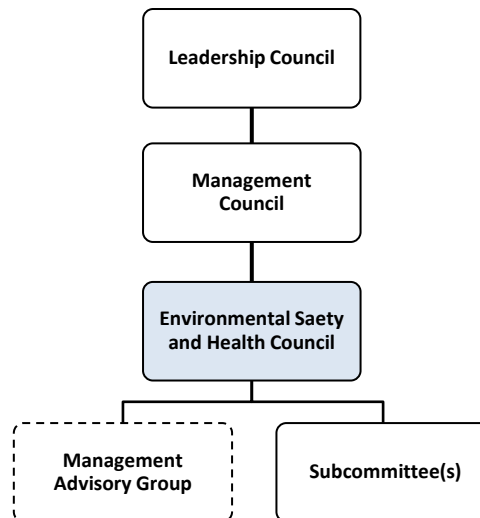 Leadership Council
Management
Council
Environmental Saety
and Health Council
Management
Advisory Group
Subcommittee(s)